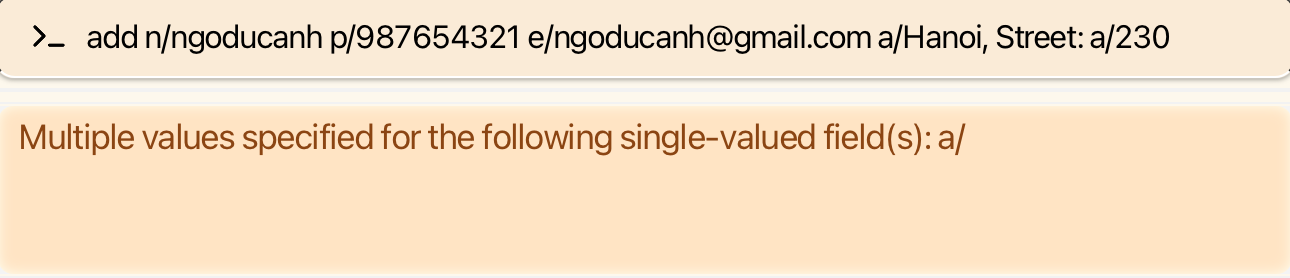 >_ add n/ngoducanh p/987654321 e/ngoducanh@gmail.com a/Hanoi, Street: a/230
Multiple values specified for the following single-valued field(s): a/